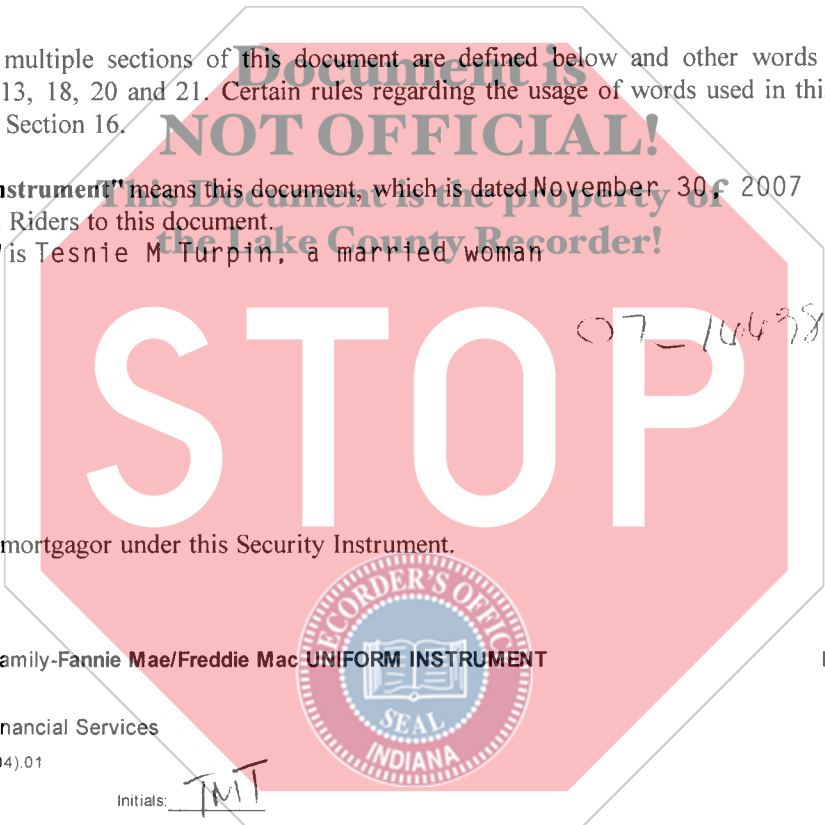 multiple sections of this document are defined below and other words
13, 18, 20 and 21. Certain rules regarding the usage of words used in thi
Section 16.
Document is
NOT OFFICIAL!
This Document is the property of
the Lake County Recorder!
nstrument" means this document, which is dated November 30, 2007
Riders to this document.
is Tesnie M Turpin, a married woman
07-14498
STOP
mortgagor under this Security Instrument.
RECORDER'S OFFICE
SEAL
INDIANA
amily-Fannie Mae/Freddie Mac UNIFORM INSTRUMENT
nancial Services
04).01
Initials: TMT